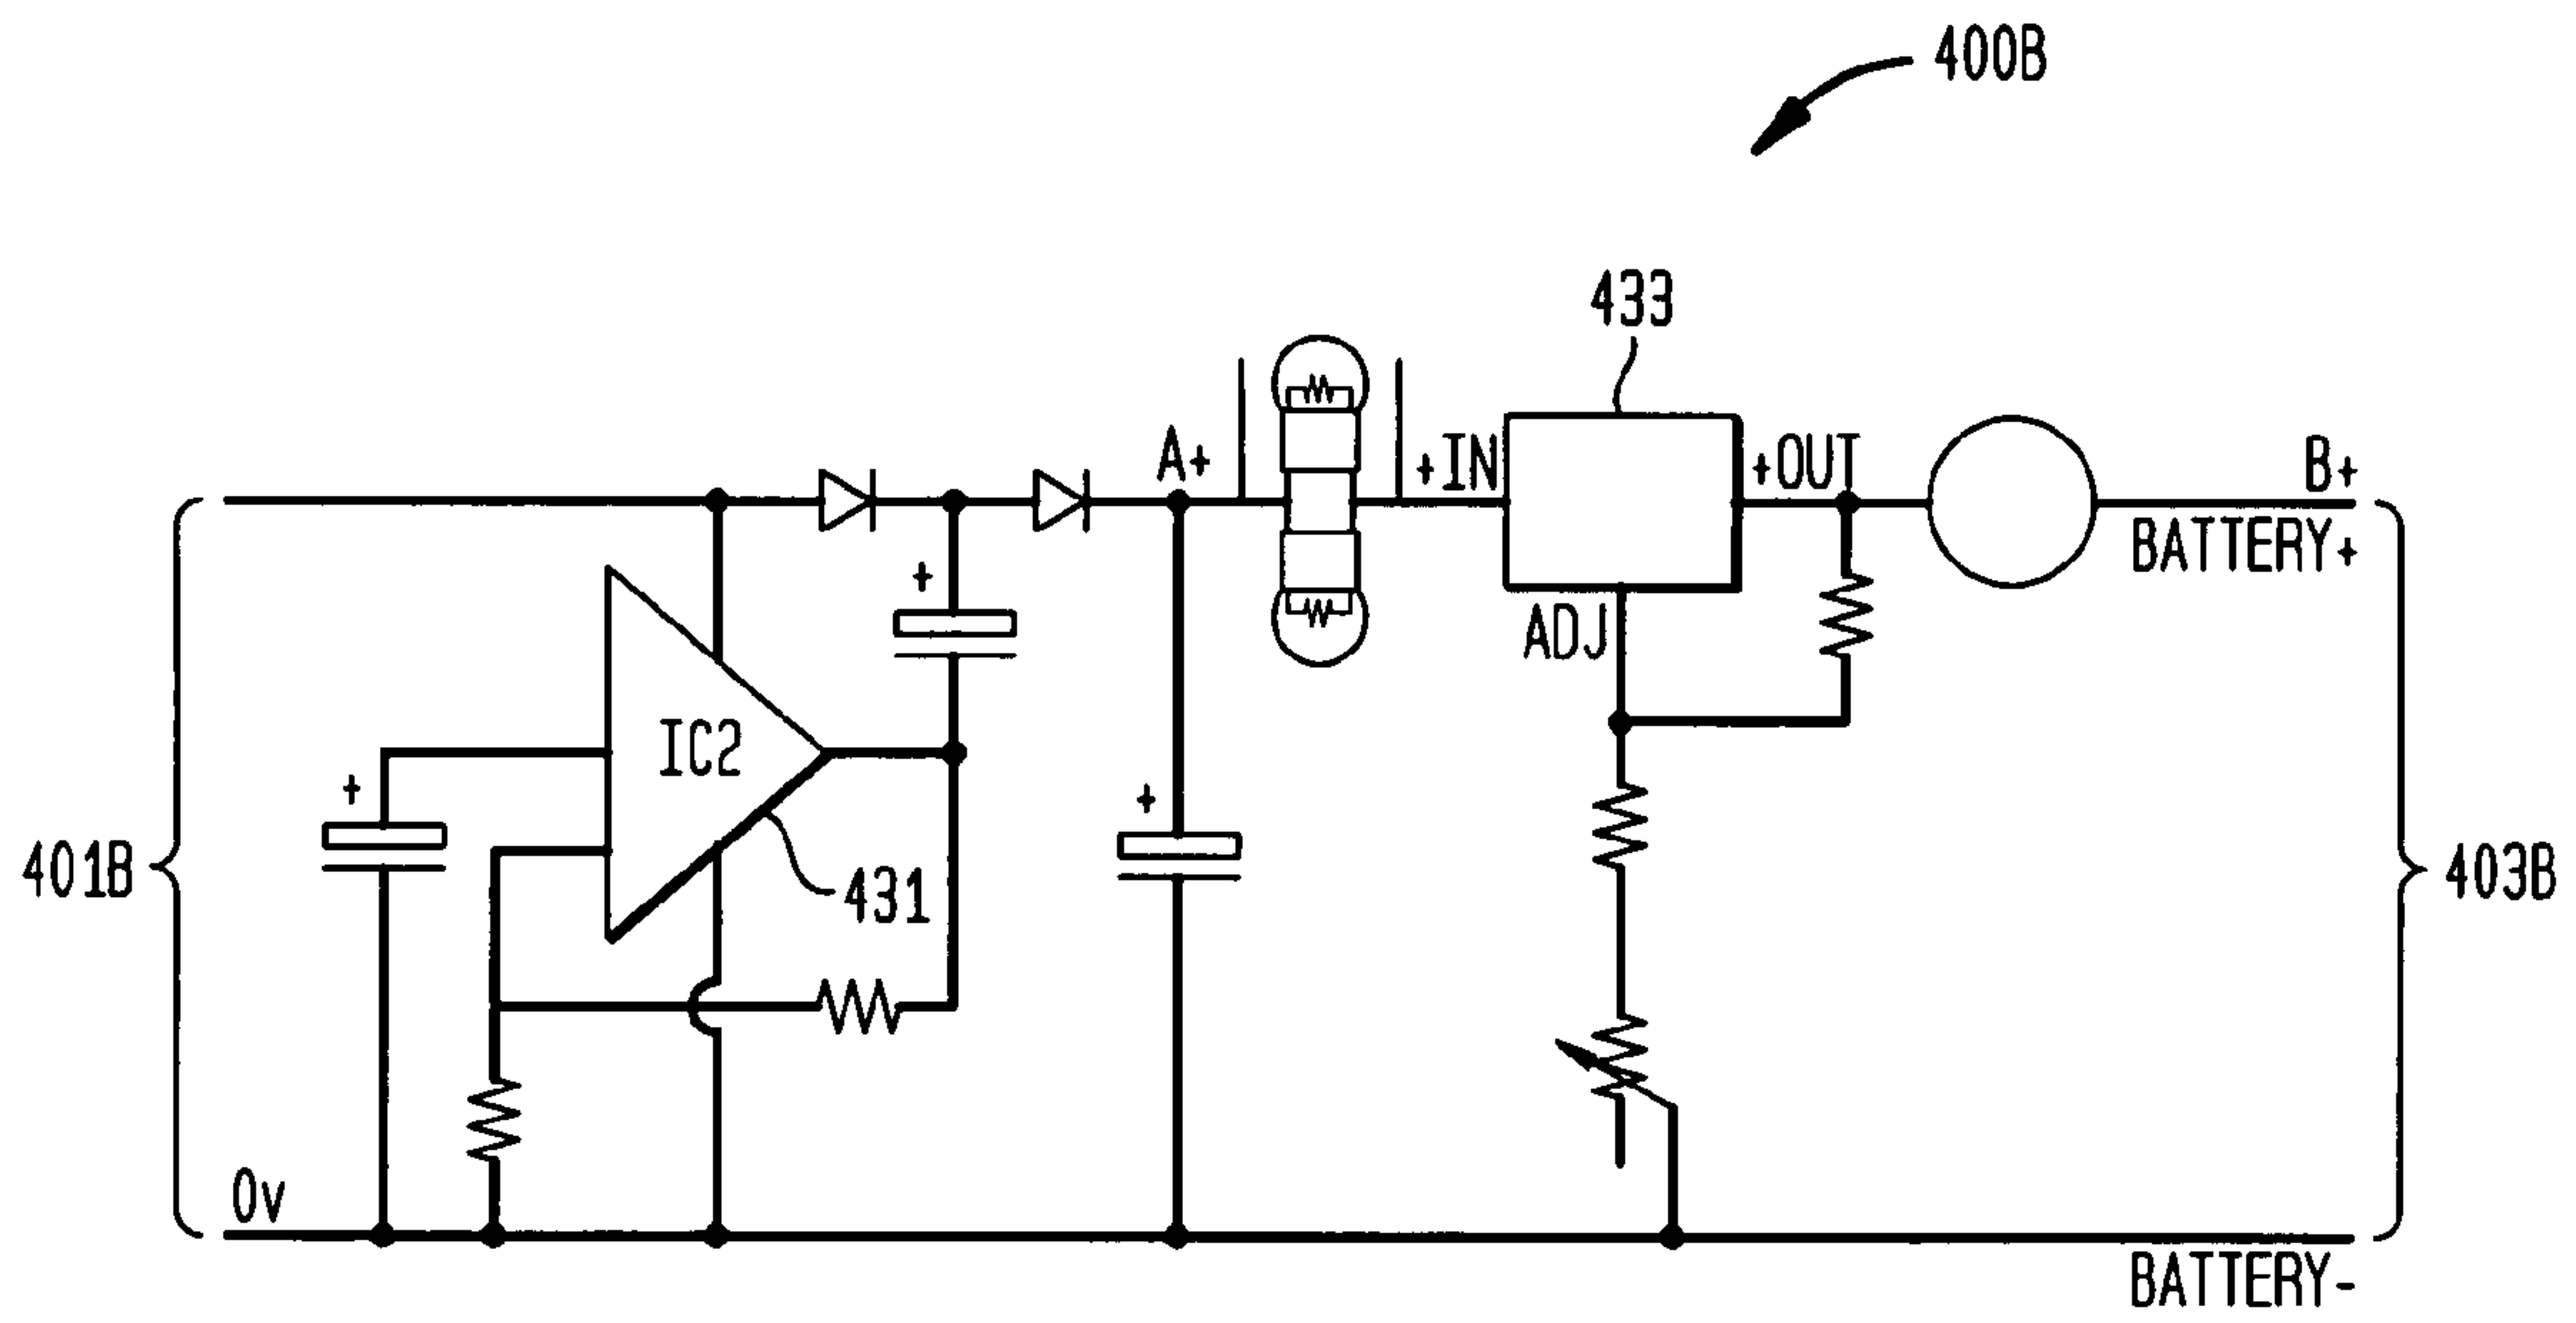 400B
433
A+
+IN
+OUT
B+
BATTERY+
+
ADJ
IC2
+
+
401B
431
403B
0v
BATTERY-